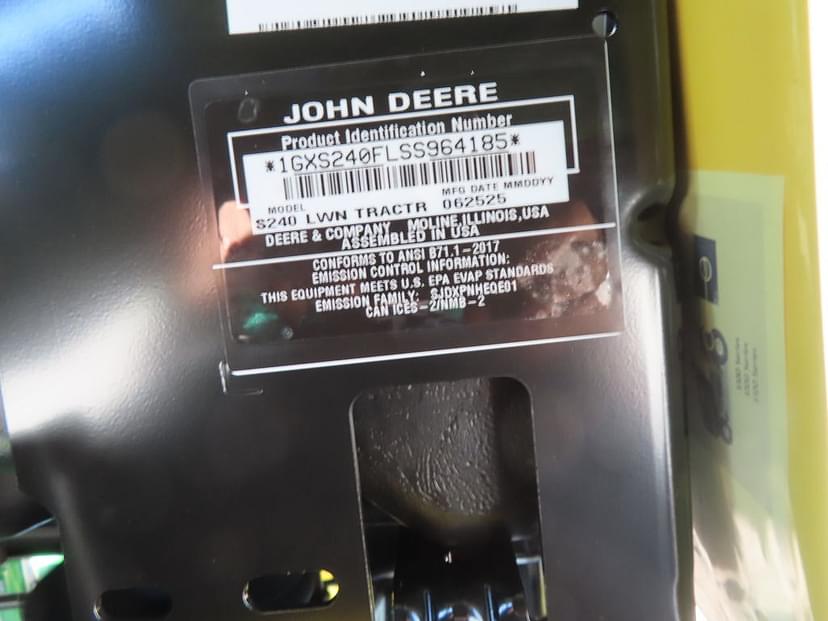 JOHN DEERE
Product Identification Number
*1GXS240FLSS964185*
MODEL MFG DATE MMDDYY
S240 LWN TRACTR 062525
DEERE & COMPANY MOLINE,ILLINOIS,USA
ASSEMBLED IN USA
CONFORMS TO ANSI B71.1-2017
EMISSION CONTROL INFORMATION:
THIS EQUIPMENT MEETS U.S. EPA EVAP STANDARDS
EMISSION FAMILY: SJDXPNHEQE01
CAN ICES-2/NMB-2